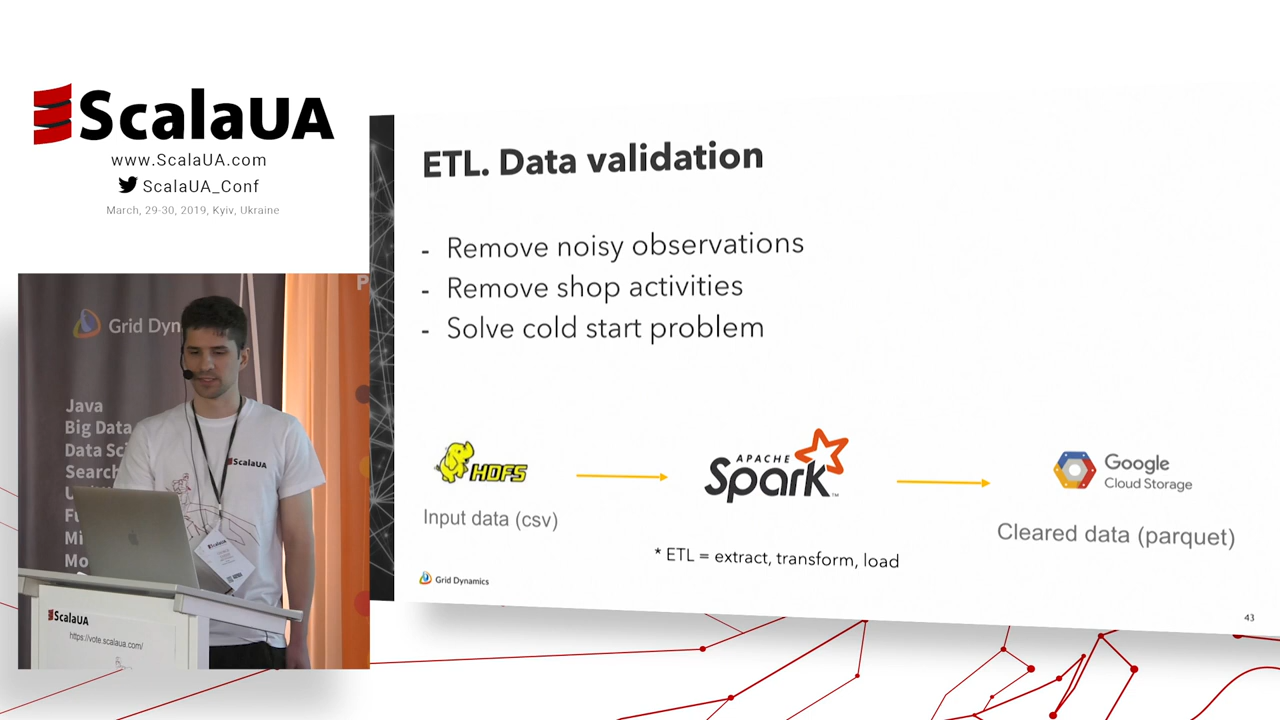 ScalaUA
www.ScalaUA.com
ScalaUA_Conf
March, 29-30, 2019, Kyiv, Ukraine
Grid Dyn
Java
Big Data
Data Sci
Search
Mi
Mo
ScalaUA
ScalaUA
ScalaUA
https://vote.scalaua.com/
ETL. Data validation
- Remove noisy observations
- Remove shop activities
- Solve cold start problem
HDFS
Input data (csv)
APACHE
Spark™
Google
Cloud Storage
Cleared data (parquet)
* ETL = extract, transform, load
Grid Dynamics
43